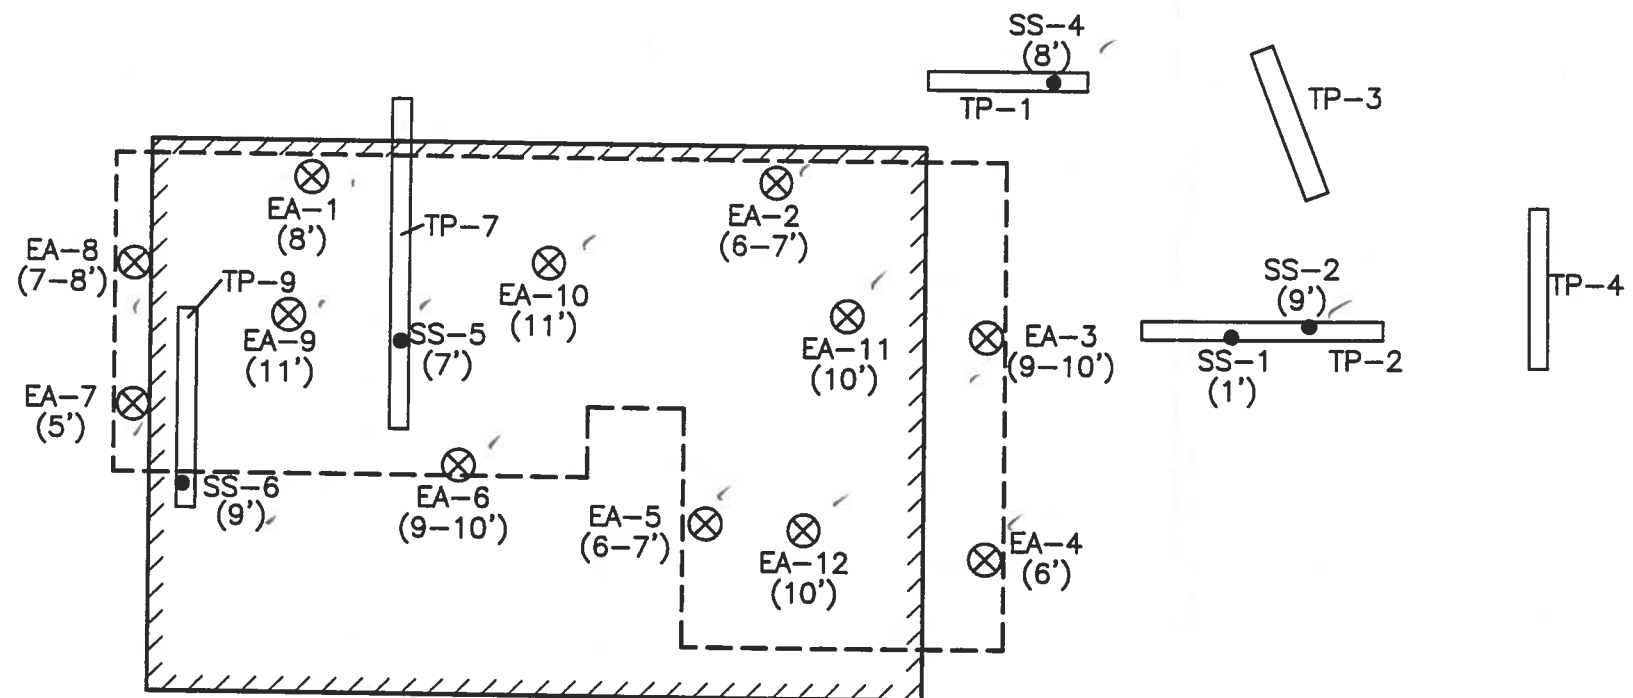 SS-4
(8')
TP-1
TP-3
EA-1
(8')
TP-7
EA-2
(6-7')
EA-8
(7-8')
TP-9
EA-10
(11')
SS-2
(9')
TP-4
EA-9
(11')
SS-5
(7')
EA-11
(10')
EA-3
(9-10')
SS-1
(1')
TP-2
EA-7
(5')
SS-6
(9')
EA-6
(9-10')
EA-5
(6-7')
EA-12
(10')
EA-4
(6')